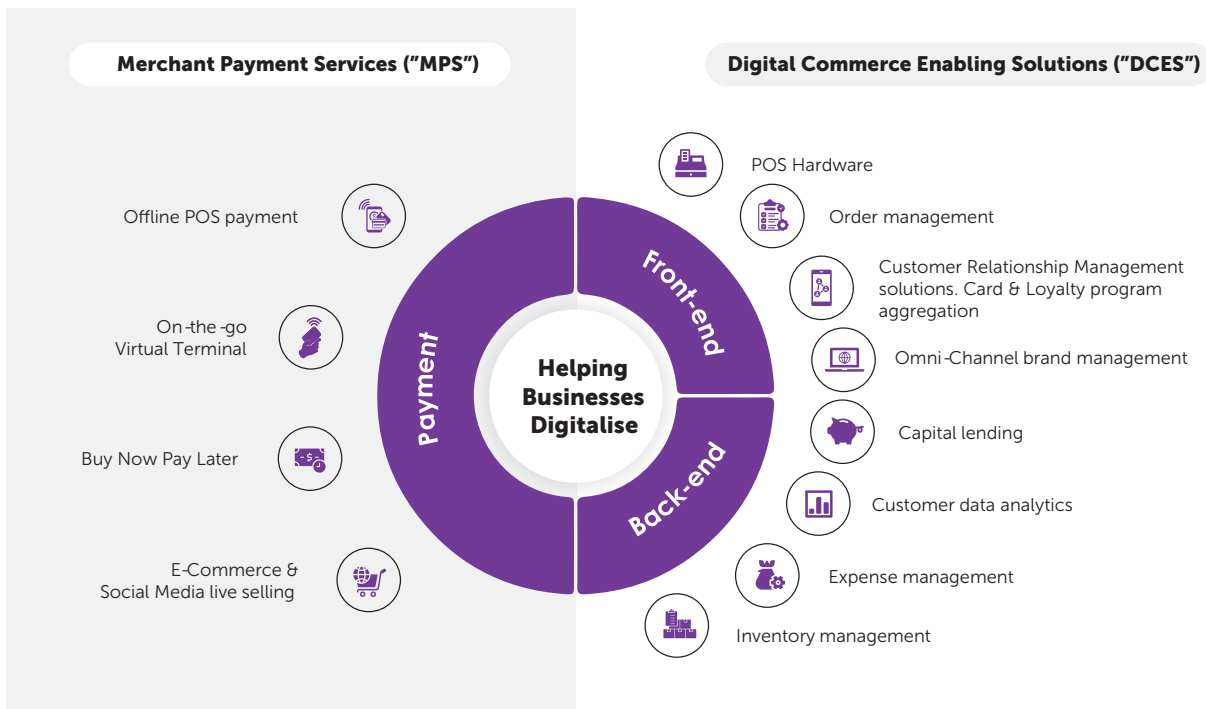 Merchant Payment Services ("MPS")
Offline POS payment
On-the-go
Virtual Terminal
Buy Now Pay Later
E-Commerce &
Social Media live selling
Payment
Helping
Businesses
Digitalise
Front-end
Back-end
Digital Commerce Enabling Solutions ("DCES")
POS Hardware
Order management
Customer Relationship Management
solutions. Card & Loyalty program
aggregation
Omni-Channel brand management
Capital lending
Customer data analytics
Expense management
Inventory management